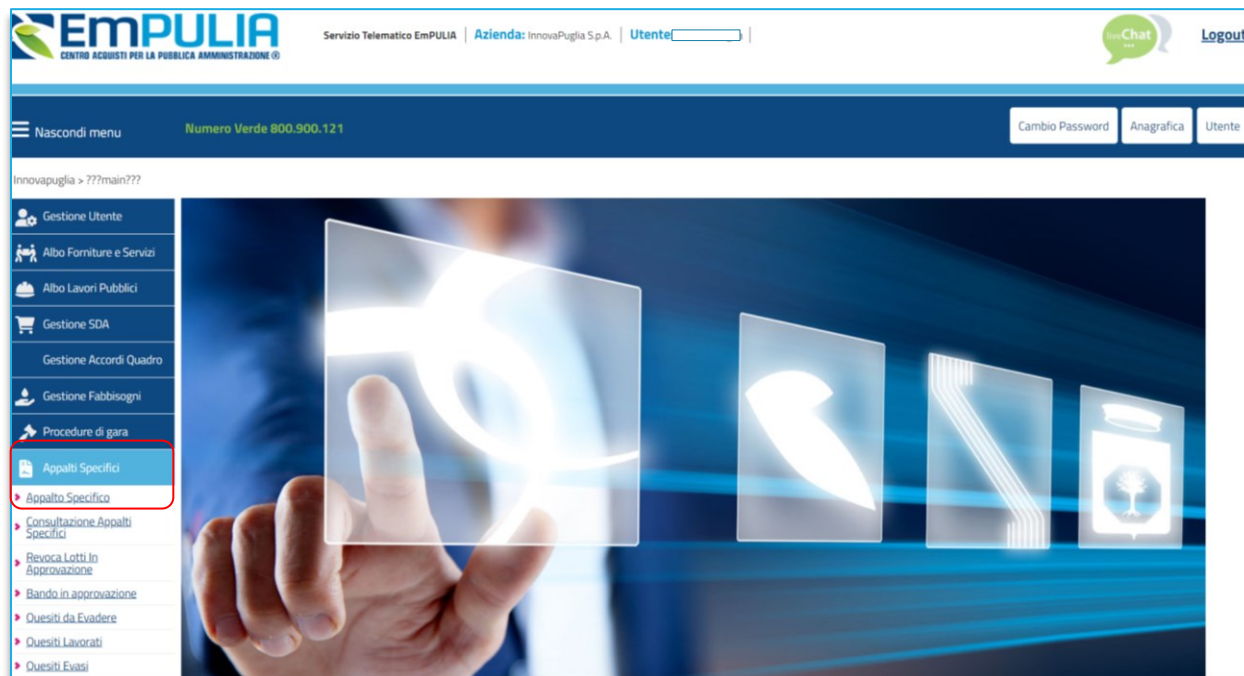 EmPULIA
CENTRO ACQUISTI PER LA PUBBLICA AMMINISTRAZIONE ®
Servizio Telematico EmPULIA | Azienda: InnovaPuglia S.p.A. | Utente |
liveChat
Logout
Nascondi menu
Numero Verde 800.900.121
Cambio Password
Anagrafica
Utente
Innovapuglia > ???main???
Gestione Utente
Albo Forniture e Servizi
Albo Lavori Pubblici
Gestione SDA
Gestione Accordi Quadro
Gestione Fabbisogni
Procedure di gara
Appalti Specifici
Appalto Specifico
Consultazione Appalti
Specifici
Revoca Lotti In
Approvazione
Bando in approvazione
Quesiti da Evadere
Quesiti Lavorati
Quesiti Evasi